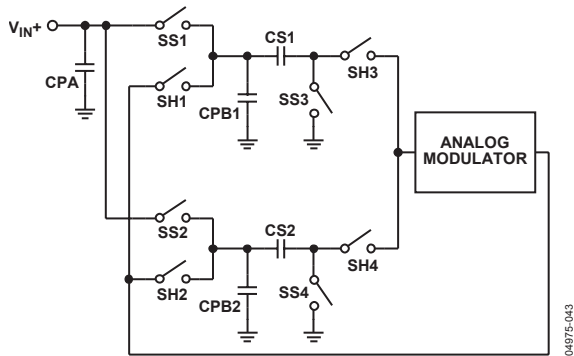 VIN+
SS1
CS1
CPA
SH1
CPB1
SS3
SH3
ANALOG
MODULATOR
SS2
CS2
SH2
CPB2
SS4
SH4
04975-043